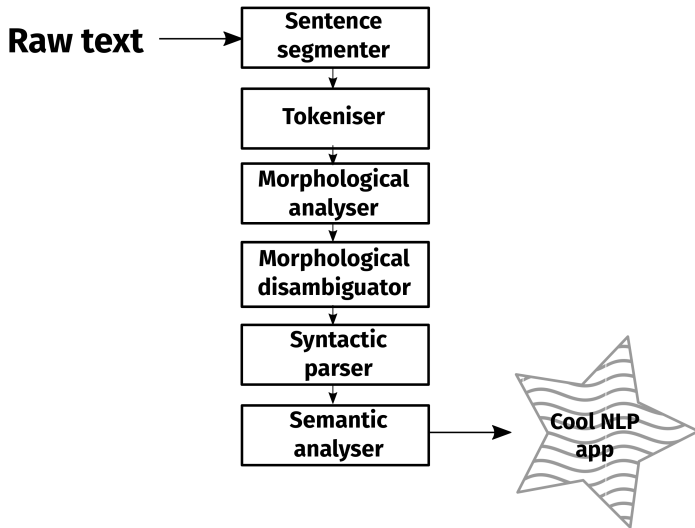 Raw text
Sentence
segmenter
Tokeniser
Morphological
analyser
Morphological
disambiguator
Syntactic
parser
Semantic
analyser
Cool NLP
app